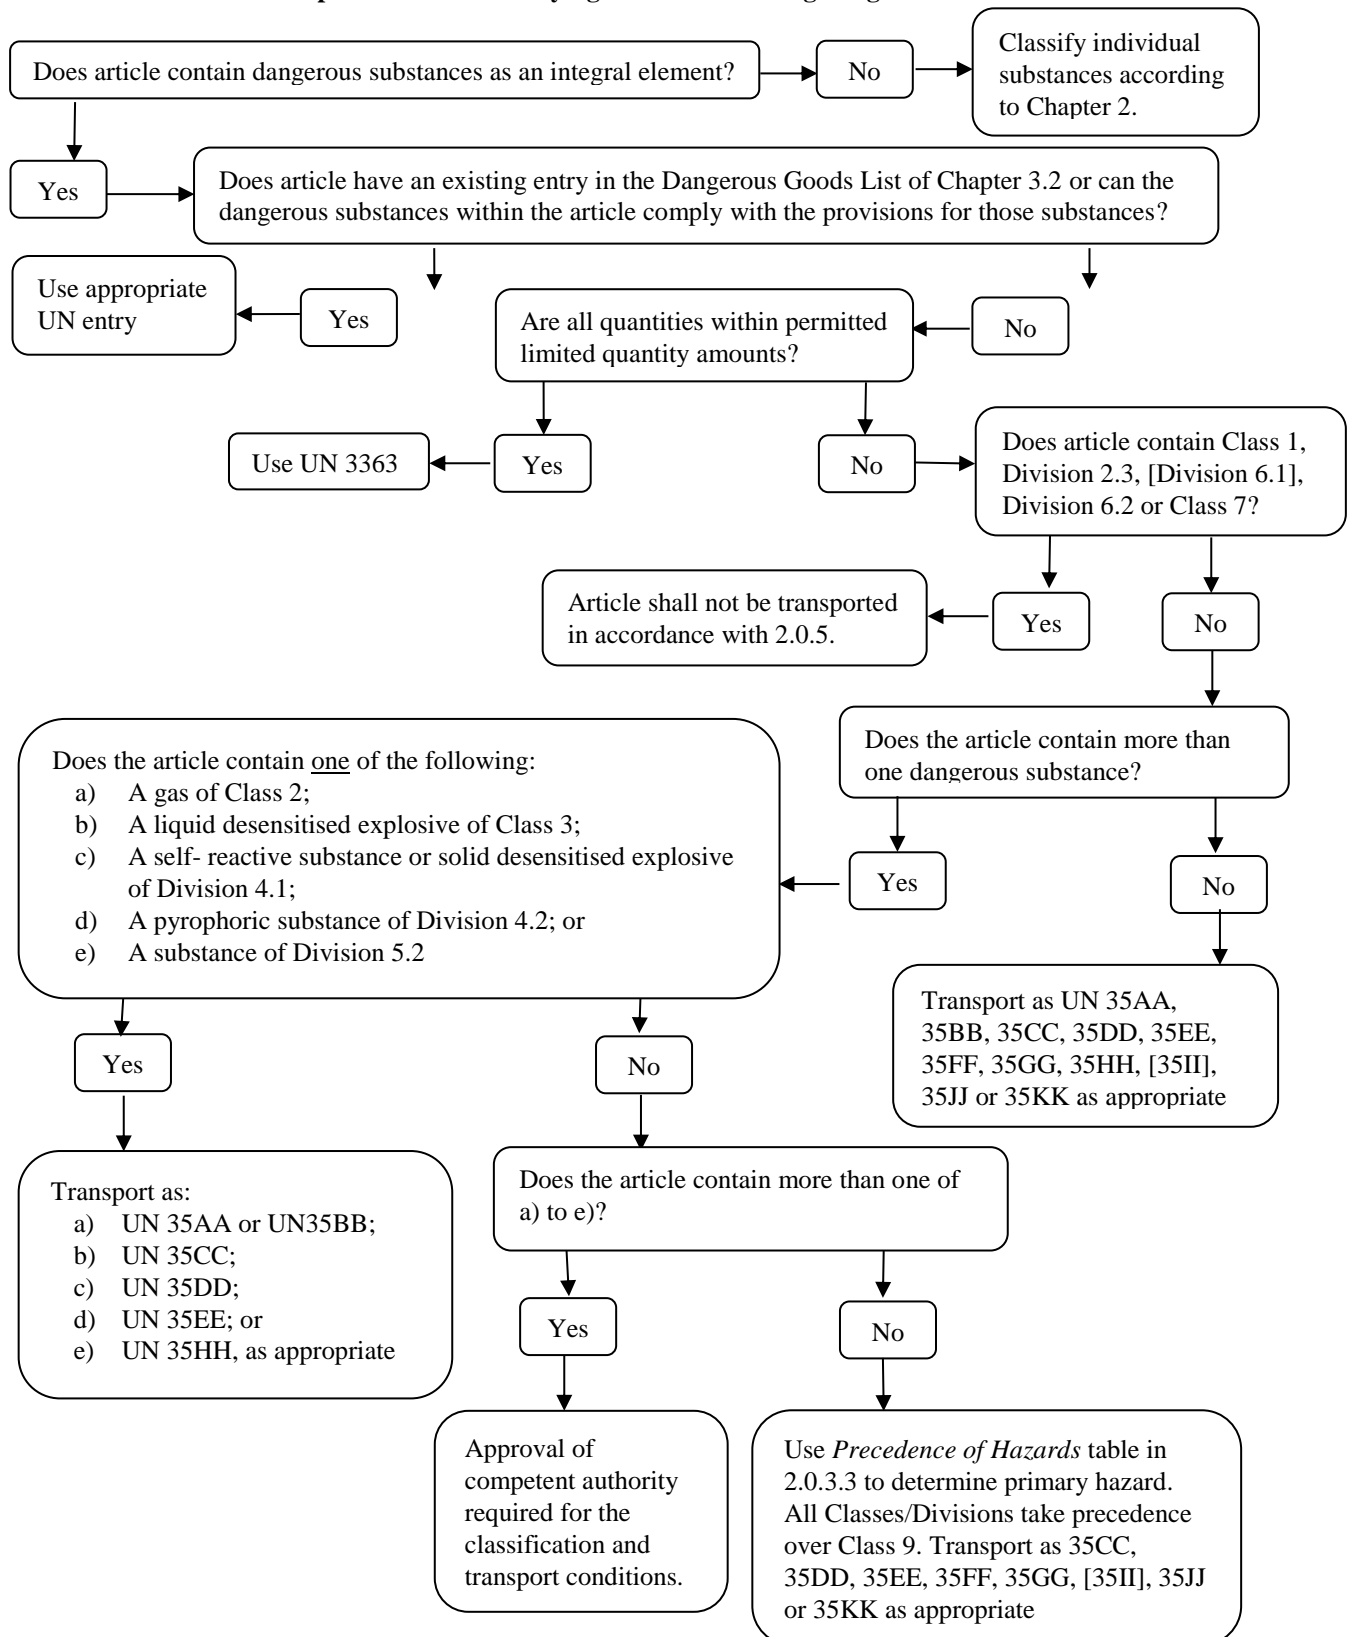 Does article contain dangerous substances as an integral element?
No
Classify individual
substances according
to Chapter 2.
Yes
Does article have an existing entry in the Dangerous Goods List of Chapter 3.2 or can the
dangerous substances within the article comply with the provisions for those substances?
Use appropriate
UN entry
Yes
Are all quantities within permitted
limited quantity amounts?
No
Use UN 3363
Yes
No
Does article contain Class 1,
Division 2.3, [Division 6.1],
Division 6.2 or Class 7?
Article shall not be transported
in accordance with 2.0.5.
Yes
No
Does the article contain more than
one dangerous substance?
Does the article contain one of the following:
a) A gas of Class 2;
b) A liquid desensitised explosive of Class 3;
c) A self- reactive substance or solid desensitised explosive
of Division 4.1;
d) A pyrophoric substance of Division 4.2; or
e) A substance of Division 5.2
Yes
No
Transport as UN 35AA,
35BB, 35CC, 35DD, 35EE,
35FF, 35GG, 35HH, [35II],
35JJ or 35KK as appropriate
Yes
No
Transport as:
a) UN 35AA or UN35BB;
b) UN 35CC;
c) UN 35DD;
d) UN 35EE; or
e) UN 35HH, as appropriate
Does the article contain more than one of
a) to e)?
Yes
No
Approval of
competent authority
required for the
classification and
transport conditions.
Use Precedence of Hazards table in
2.0.3.3 to determine primary hazard.
All Classes/Divisions take precedence
over Class 9. Transport as 35CC,
35DD, 35EE, 35FF, 35GG, [35II], 35JJ
or 35KK as appropriate